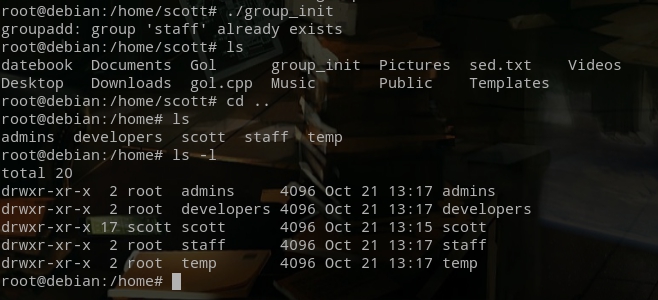 root@debian:/home/scott# ./group_init
groupadd: group 'staff' already exists
root@debian:/home/scott# ls
datebook  Documents  Gol      group_init  Pictures  sed.txt    Videos
Desktop   Downloads  gol.cpp  Music       Public    Templates
root@debian:/home/scott# cd ..
root@debian:/home# ls
admins  developers  scott  staff  temp
root@debian:/home# ls -l
total 20
drwxr-xr-x  2 root  admins     4096 Oct 21 13:17 admins
drwxr-xr-x  2 root  developers 4096 Oct 21 13:17 developers
drwxr-xr-x 17 scott scott      4096 Oct 21 13:15 scott
drwxr-xr-x  2 root  staff      4096 Oct 21 13:17 staff
drwxr-xr-x  2 root  temp       4096 Oct 21 13:17 temp
root@debian:/home#